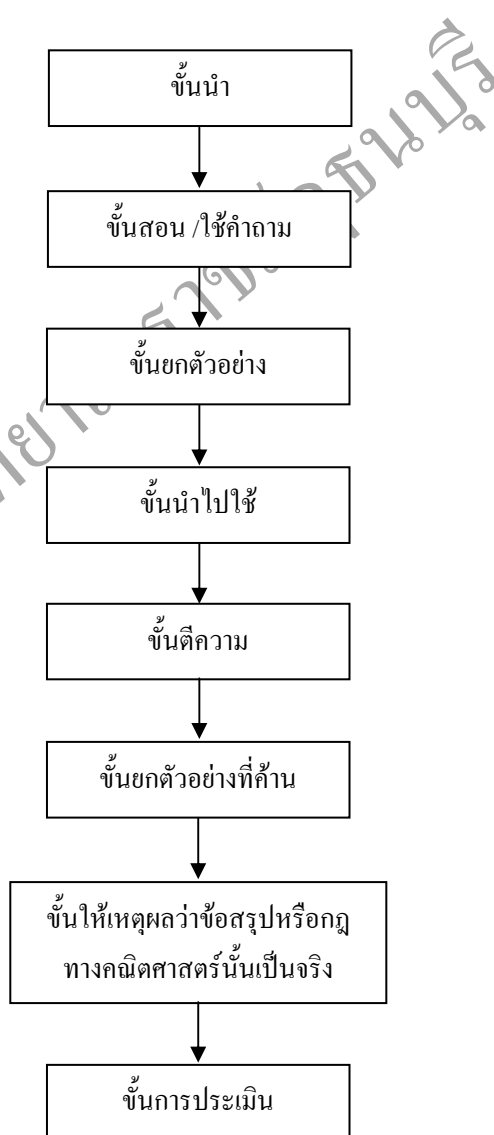 ขั้นนำ
ขั้นสอน /ใช้คำถาม
ขั้นยกตัวอย่าง
ขั้นนำไปใช้
ขั้นตีความ
ขั้นยกตัวอย่างที่ค้าน
ขั้นให้เหตุผลว่าข้อสรุปหรือกฎ
ทางคณิตศาสตร์นั้นเป็นจริง
ขั้นการประเมิน